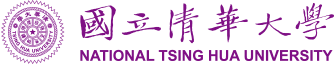 國立清華大學
NATIONAL TSING HUA UNIVERSITY